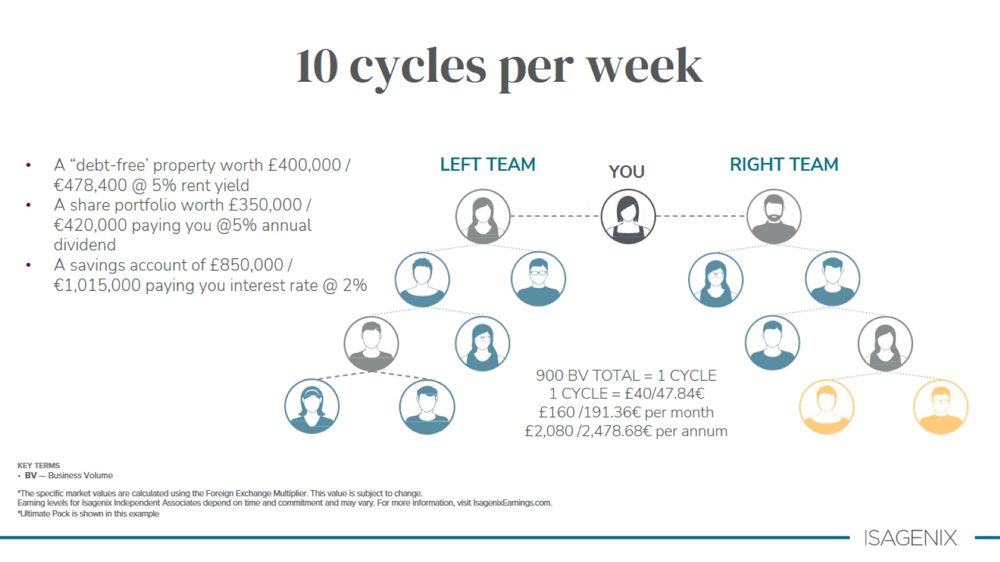 10 cycles per week
• A “debt-free’ property worth £400,000 /
€478,400 @ 5% rent yield
• A share portfolio worth £350,000 /
€420,000 paying you @5% annual
dividend
• A savings account of £850,000 /
€1,015,000 paying you interest rate @ 2%
LEFT TEAM
YOU
RIGHT TEAM
900 BV TOTAL = 1 CYCLE
1 CYCLE = £40/47.84€
£160 /191.36€ per month
£2,080 /2,478.68€ per annum
KEY TERMS
• BV — Business Volume
*The specific market values are calculated using the Foreign Exchange Multiplier. This value is subject to change.
Earning levels for Isagenix Independent Associates depend on time and commitment and may vary. For more information, visit IsagenixEarnings.com.
*Ultimate Pack is shown in this example
ISAGENIX